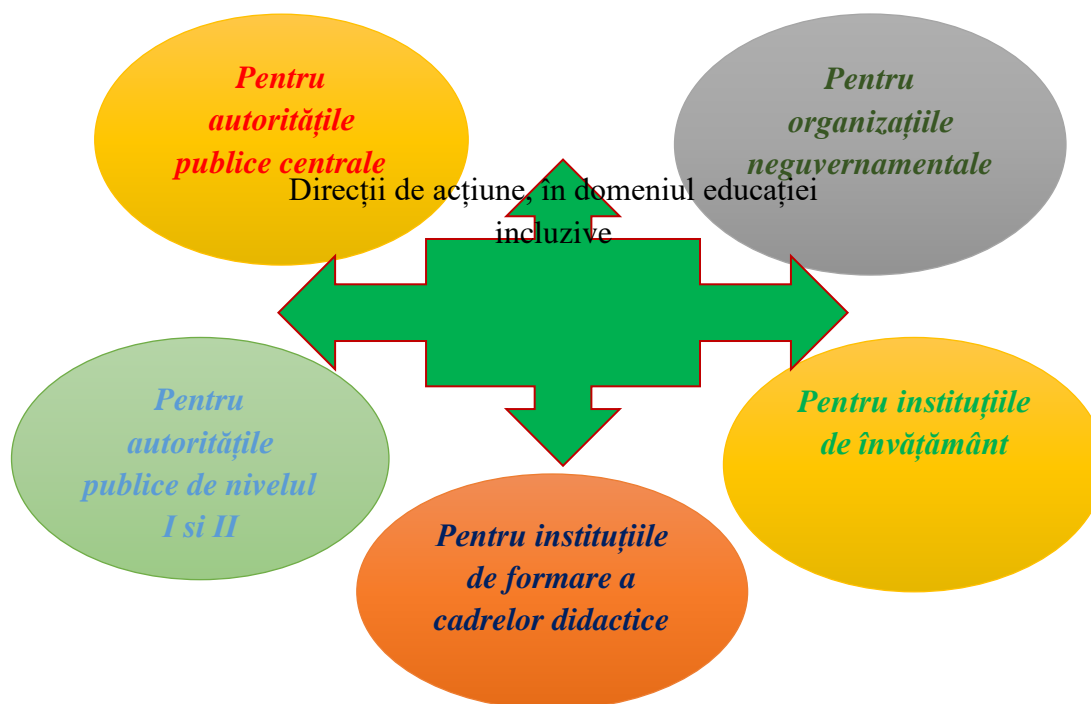 Pentru
autoritățile
publice centrale
Pentru
organizațiile
neguvernamentale
Direcții de acțiune, în domeniul educației
incluzive
Pentru
autoritățile
publice de nivelul
I si II
Pentru instituțiile
de învățământ
Pentru instituțiile
de formare a
cadrelor didactice